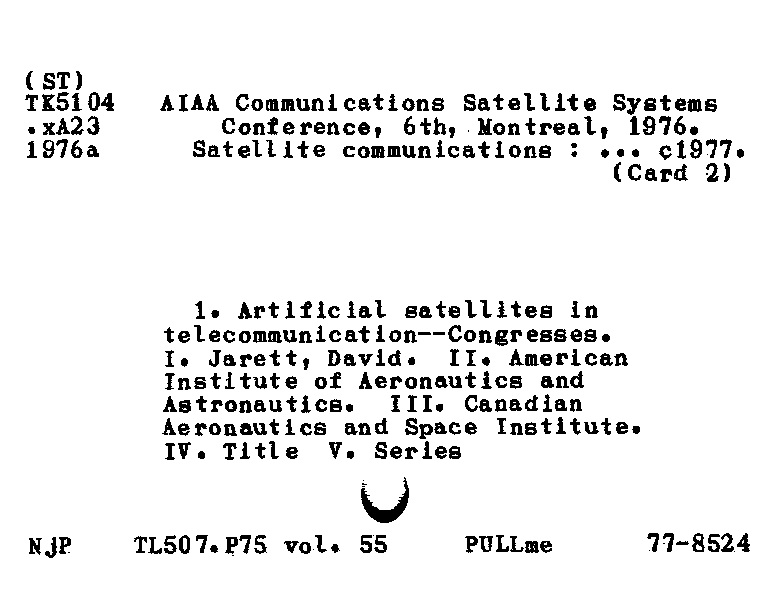 (ST)
TK5104 AIAA Communications Satellite Systems
.xA23 Conference, 6th, Montreal, 1976.
1976a Satellite communications : ... c1977.
(Card 2)
1. Artificial satellites in
telecommunication--Congresses.
I. Jarett, David. II. American
Institute of Aeronautics and
Astronautics. III. Canadian
Aeronautics and Space Institute.
IV. Title V. Series
NjP TL507.P75 vol. 55 PULLme 77-8524